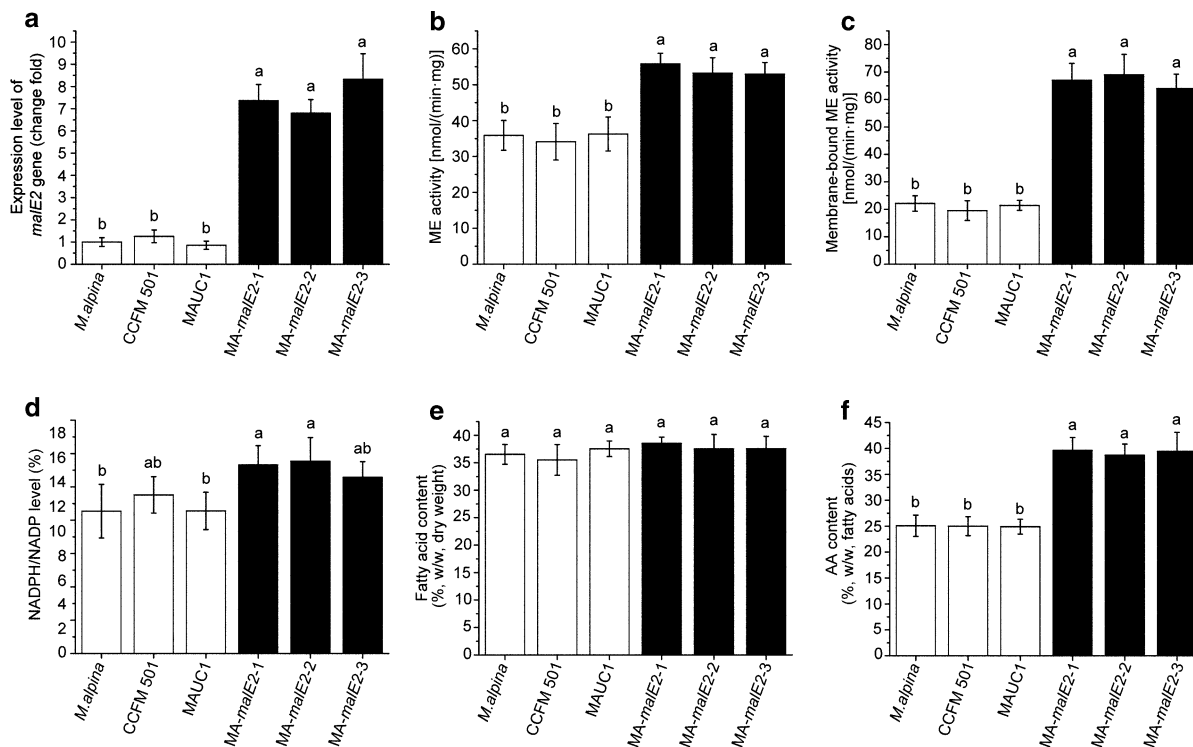 a
Expression level of
malE2 gene (change fold)
10
9
8
7
6
5
4
3
2
1
0
b
b
b
a
a
a
M.alpina
CCFM 501
MAUC1
MA-malE2-1
MA-malE2-2
MA-malE2-3
b
ME activity [nmol/(min·mg)]
60
50
40
30
20
10
0
b
b
b
a
a
a
M.alpina
CCFM 501
MAUC1
MA-malE2-1
MA-malE2-2
MA-malE2-3
c
Membrane-bound ME activity
[nmol/(min·mg)]
80
70
60
50
40
30
20
10
0
b
b
b
a
a
a
M.alpina
CCFM 501
MAUC1
MA-malE2-1
MA-malE2-2
MA-malE2-3
d
NADPH/NADP level (%)
18
16
0
b
ab
b
a
a
ab
M.alpina
CCFM 501
MAUC1
MA-malE2-1
MA-malE2-2
MA-malE2-3
e
Fatty acid content
(%, w/w, dry weight)
40
35
30
25
20
15
10
5
0
a
a
a
a
a
a
M.alpina
CCFM 501
MAUC1
MA-malE2-1
MA-malE2-2
MA-malE2-3
f
AA content
(%, w/w, fatty acids)
45
40
35
30
25
20
15
10
5
0
b
b
b
a
a
a
M.alpina
CCFM 501
MAUC1
MA-malE2-1
MA-malE2-2
MA-malE2-3